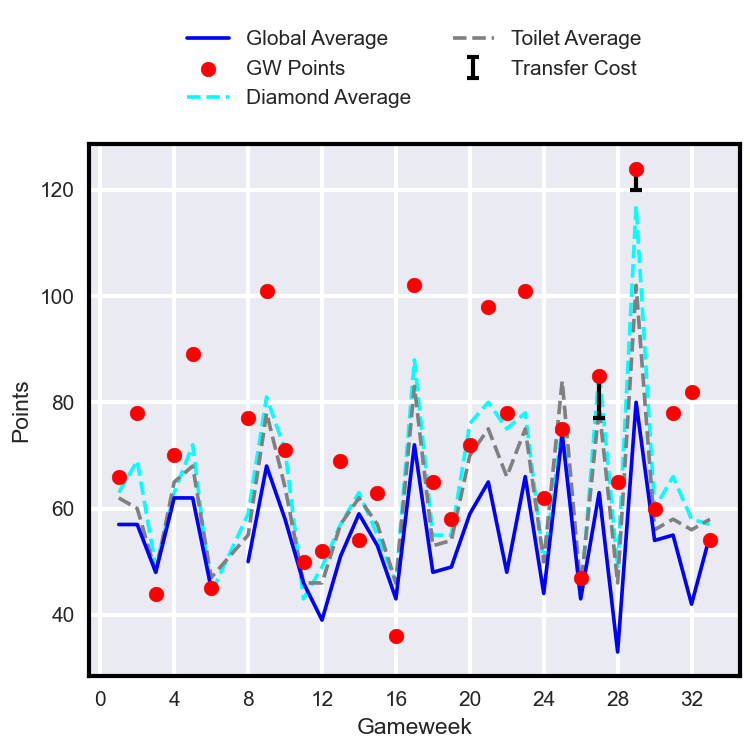 Global Average
GW Points
Diamond Average
Toilet Average
Transfer Cost
120
100
80
60
40
Points
0 4 8 12 16 20 24 28 32
Gameweek